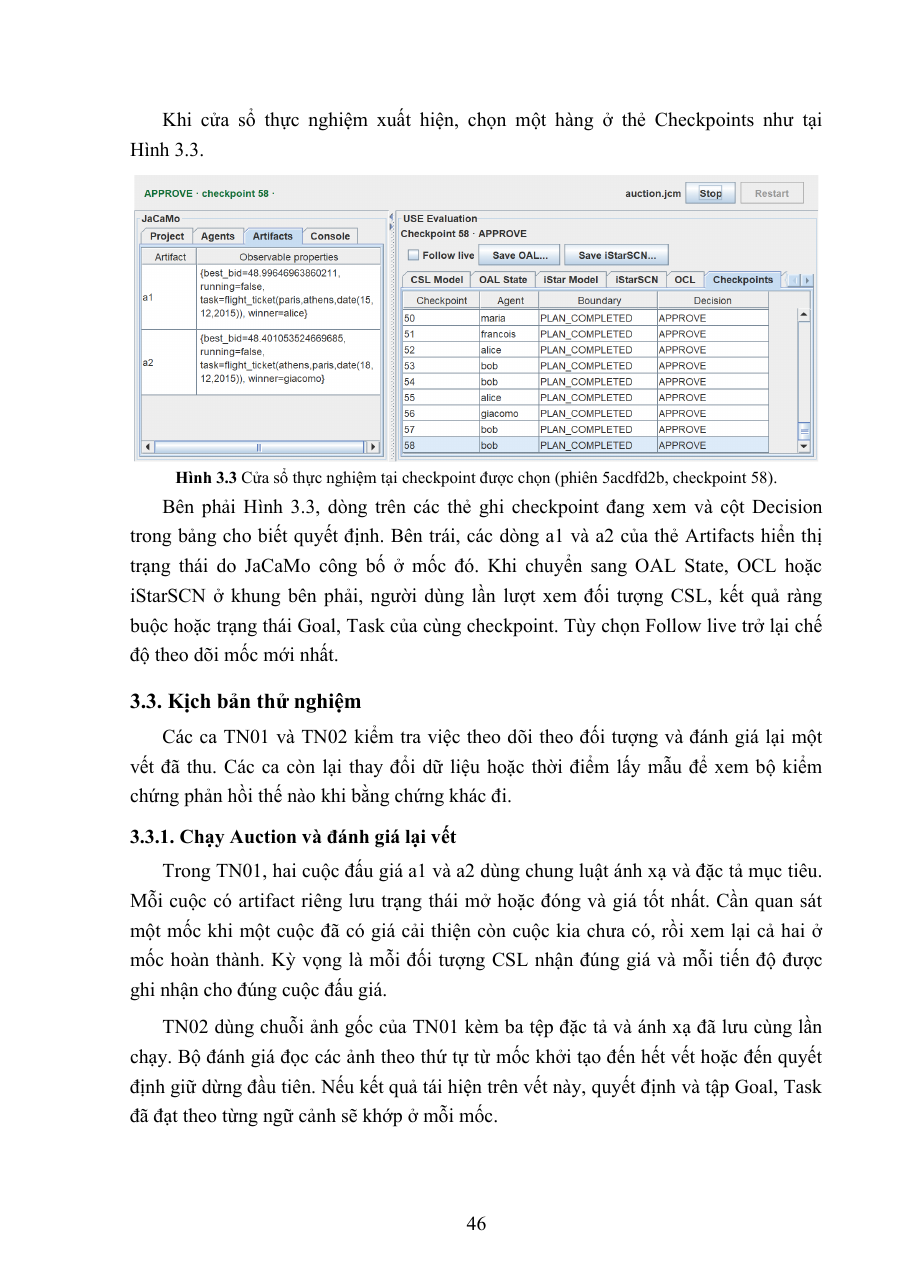 Khi cửa sổ thực nghiệm xuất hiện, chọn một hàng ở thẻ Checkpoints như tại
Hình 3.3.
APPROVE · checkpoint 58 ·
auction.jcm Stop Restart
JaCaMo
Project Agents Artifacts Console
Artifact Observable properties
a1
{best_bid=48.99646963860211,
running=false,
task=flight_ticket(paris,athens,date(15,
12,2015)), winner=alice}
a2
{best_bid=48.401053524669685,
running=false,
task=flight_ticket(athens,paris,date(18,
12,2015)), winner=giacomo}
USE Evaluation
Checkpoint 58 · APPROVE
Follow live Save OAL... Save iStarSCN...
CSL Model OAL State iStar Model iStarSCN OCL Checkpoints
Checkpoint Agent Boundary Decision
50 maria PLAN_COMPLETED APPROVE
51 francois PLAN_COMPLETED APPROVE
52 alice PLAN_COMPLETED APPROVE
53 bob PLAN_COMPLETED APPROVE
54 bob PLAN_COMPLETED APPROVE
55 alice PLAN_COMPLETED APPROVE
56 giacomo PLAN_COMPLETED APPROVE
57 bob PLAN_COMPLETED APPROVE
58 bob PLAN_COMPLETED APPROVE
Hình 3.3 Cửa sổ thực nghiệm tại checkpoint được chọn (phiên 5acdfd2b, checkpoint 58).
Bên phải Hình 3.3, dòng trên các thẻ ghi checkpoint đang xem và cột Decision
trong bảng cho biết quyết định. Bên trái, các dòng a1 và a2 của thẻ Artifacts hiển thị
trạng thái do JaCaMo công bố ở mốc đó. Khi chuyển sang OAL State, OCL hoặc
iStarSCN ở khung bên phải, người dùng lần lượt xem đối tượng CSL, kết quả ràng
buộc hoặc trạng thái Goal, Task của cùng checkpoint. Tùy chọn Follow live trở lại chế
độ theo dõi mốc mới nhất.
3.3. Kịch bản thử nghiệm
Các ca TN01 và TN02 kiểm tra việc theo dõi theo đối tượng và đánh giá lại một
vết đã thu. Các ca còn lại thay đổi dữ liệu hoặc thời điểm lấy mẫu để xem bộ kiểm
chứng phản hồi thế nào khi bằng chứng khác đi.
3.3.1. Chạy Auction và đánh giá lại vết
Trong TN01, hai cuộc đấu giá a1 và a2 dùng chung luật ánh xạ và đặc tả mục tiêu.
Mỗi cuộc có artifact riêng lưu trạng thái mở hoặc đóng và giá tốt nhất. Cần quan sát
một mốc khi một cuộc đã có giá cải thiện còn cuộc kia chưa có, rồi xem lại cả hai ở
mốc hoàn thành. Kỳ vọng là mỗi đối tượng CSL nhận đúng giá và mỗi tiến độ được
ghi nhận cho đúng cuộc đấu giá.
TN02 dùng chuỗi ảnh gốc của TN01 kèm ba tệp đặc tả và ánh xạ đã lưu cùng lần
chạy. Bộ đánh giá đọc các ảnh theo thứ tự từ mốc khởi tạo đến hết vết hoặc đến quyết
định giữ dừng đầu tiên. Nếu kết quả tái hiện trên vết này, quyết định và tập Goal, Task
đã đạt theo từng ngữ cảnh sẽ khớp ở mỗi mốc.
46